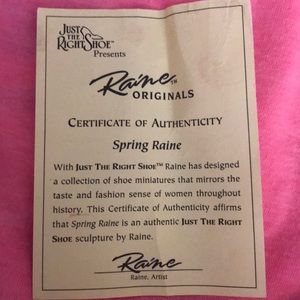 JUST
THE
RIGHT SHOE™
Presents
Raine™
ORIGINALS
CERTIFICATE OF AUTHENTICITY
Spring Raine
With JUST THE RIGHT SHOE™ Raine has designed
a collection of shoe miniatures that mirrors the
taste and fashion sense of women throughout
history. This Certificate of Authenticity affirms
that Spring Raine is an authentic JUST THE RIGHT
SHOE sculpture by Raine.
Raine
Raine, Artist